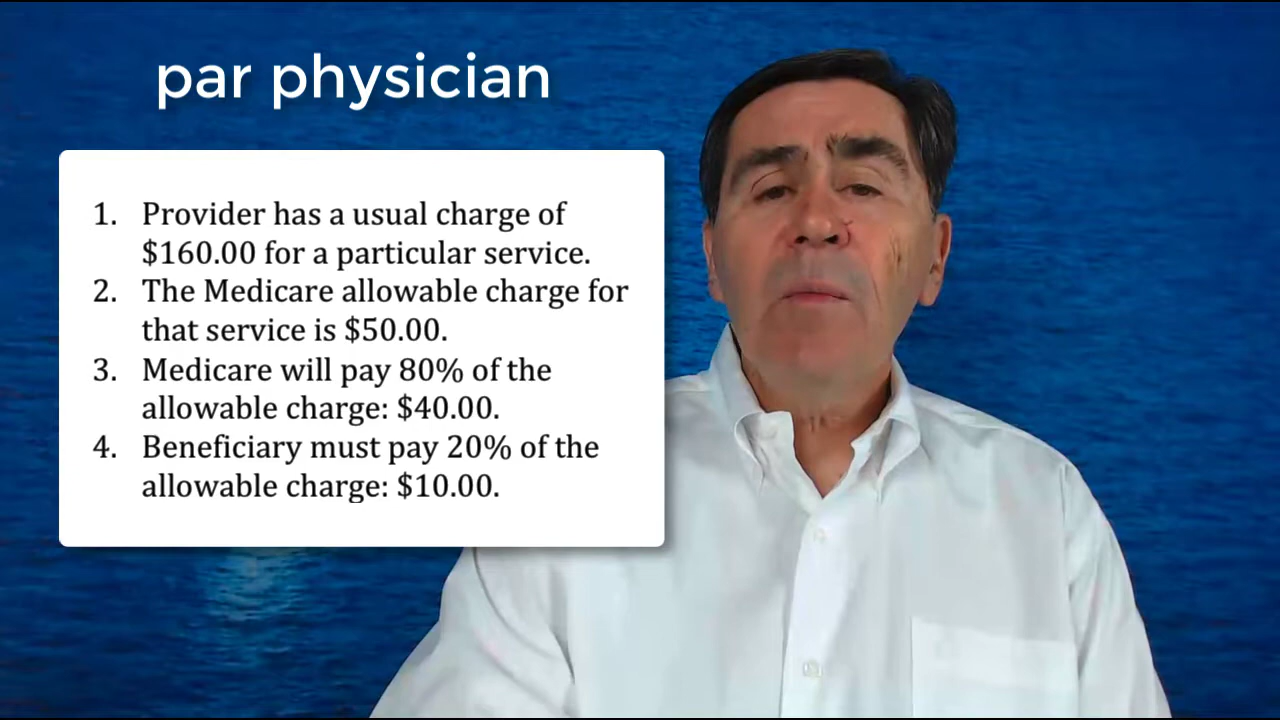 par physician
1. Provider has a usual charge of
$160.00 for a particular service.
2. The Medicare allowable charge for
that service is $50.00.
3. Medicare will pay 80% of the
allowable charge: $40.00.
4. Beneficiary must pay 20% of the
allowable charge: $10.00.